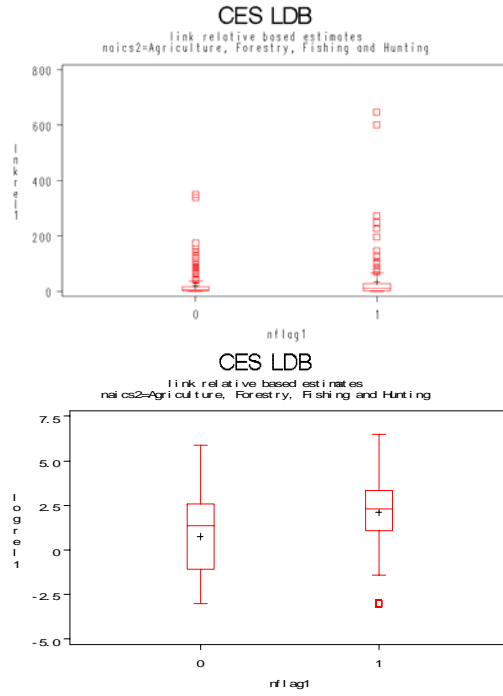 CES LDB
link relative based estimates
naics2=Agriculture, Forestry, Fishing and Hunting
800
600
400
200
0
lnkrel1
0 1
nflag1
CES LDB
link relative based estimates
naics2=Agriculture, Forestry, Fishing and Hunting
7.5
5.0
2.5
0
-2.5
-5.0
logrel1
0 1
nflag1